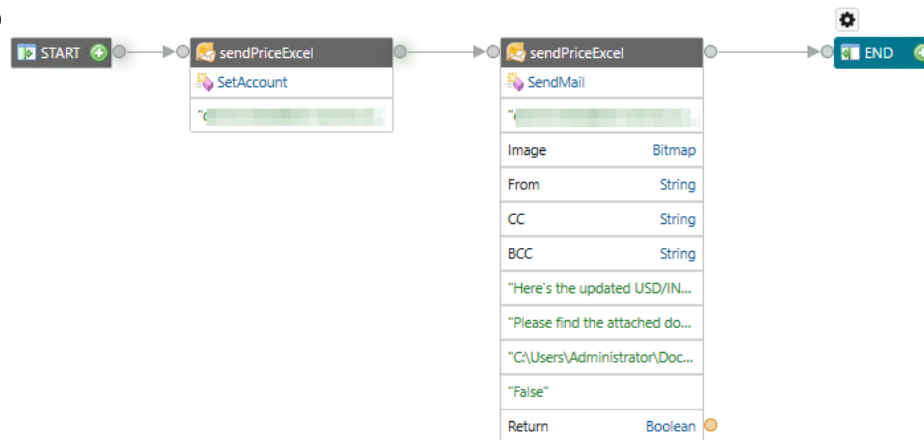 START
sendPriceExcel
sendPriceExcel
END
SetAccount
SendMail
Image Bitmap
From String
CC String
BCC String
"Here's the updated USD/IN...
"Please find the attached do...
"C:\Users\Administrator\Doc...
"False"
Return Boolean